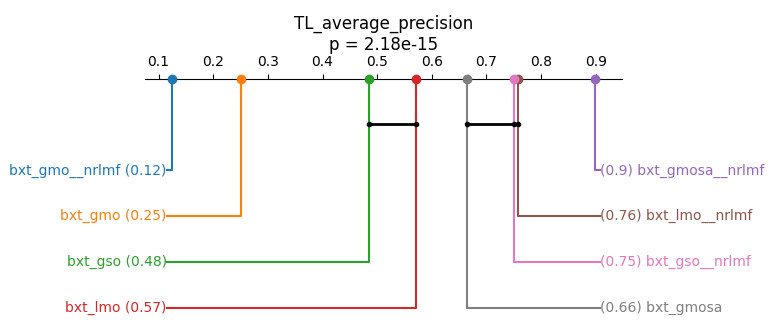 TL_average_precision
p = 2.18e-15
0.1 0.2 0.3 0.4 0.5 0.6 0.7 0.8 0.9
bxt_gmo__nrlmf (0.12) (0.9) bxt_gmosa__nrlmf
bxt_gmo (0.25) (0.76) bxt_lmo__nrlmf
bxt_gso (0.48) (0.75) bxt_gso__nrlmf
bxt_lmo (0.57) (0.66) bxt_gmosa